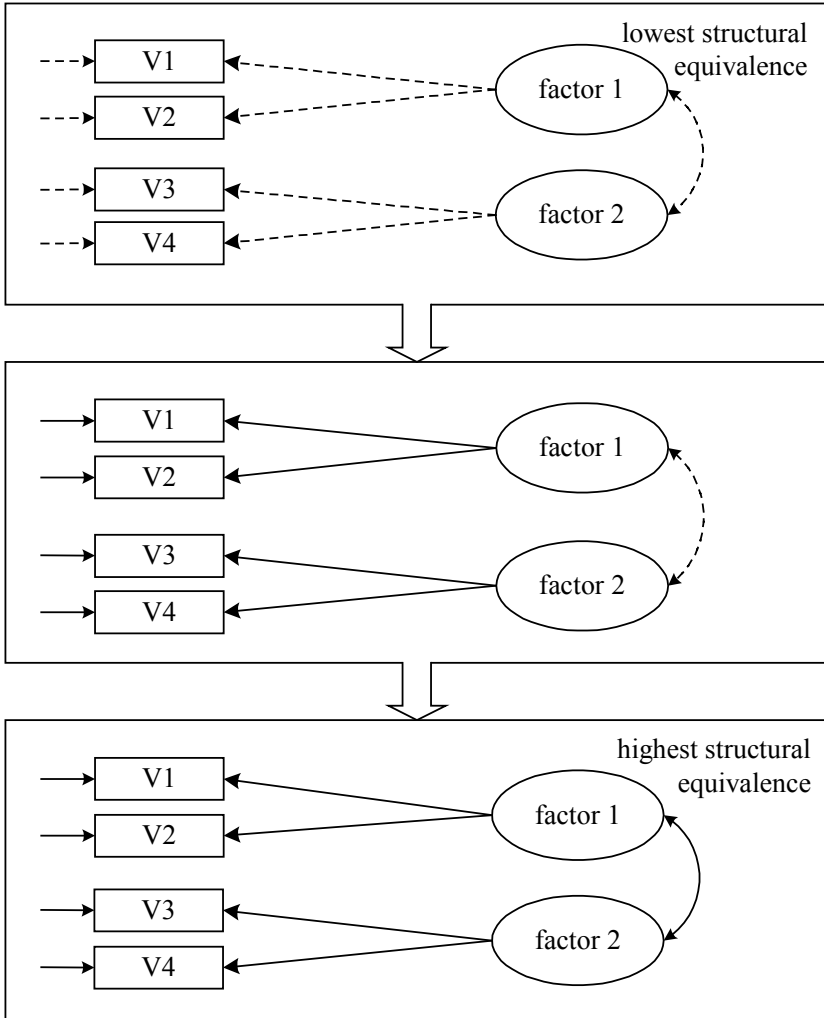 lowest structural
equivalence
V1
factor 1
V2
V3
factor 2
V4
V1
factor 1
V2
V3
factor 2
V4
highest structural
equivalence
V1
factor 1
V2
V3
factor 2
V4